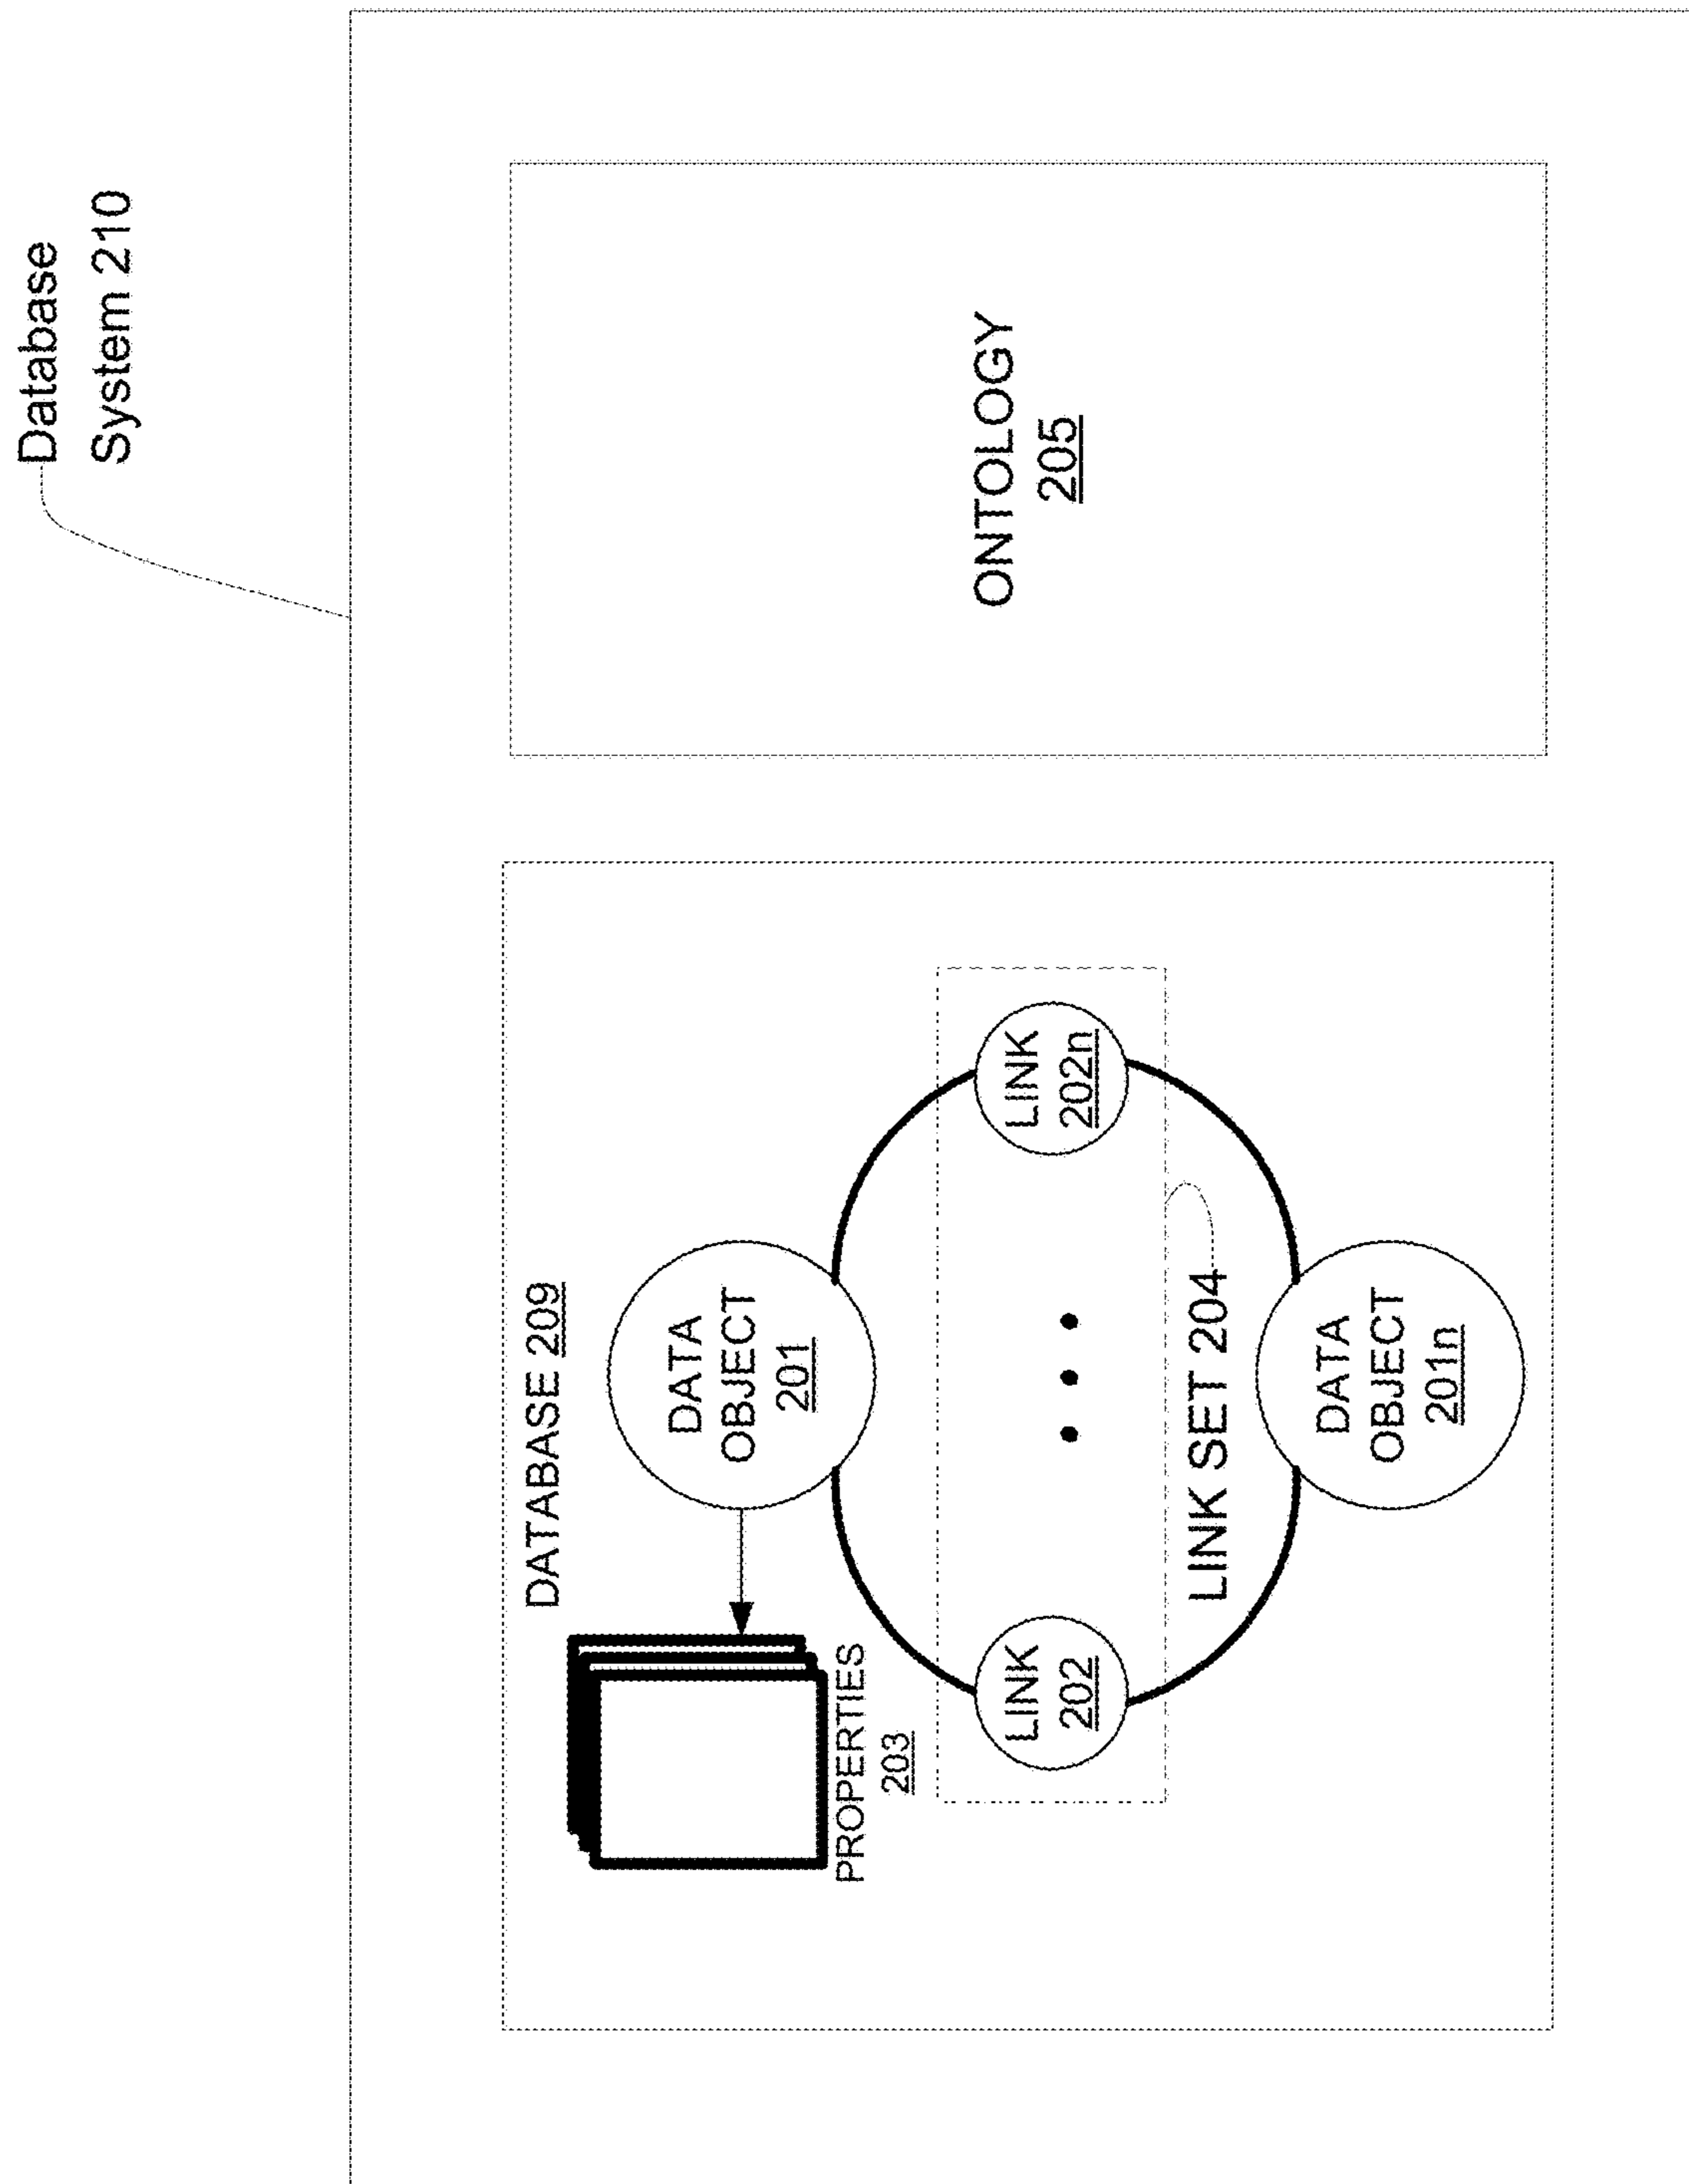 Database
System 210
DATABASE 209
PROPERTIES
203
DATA
OBJECT
201
LINK
202
LINK
202n
LINK SET 204
DATA
OBJECT
201n
ONTOLOGY
205